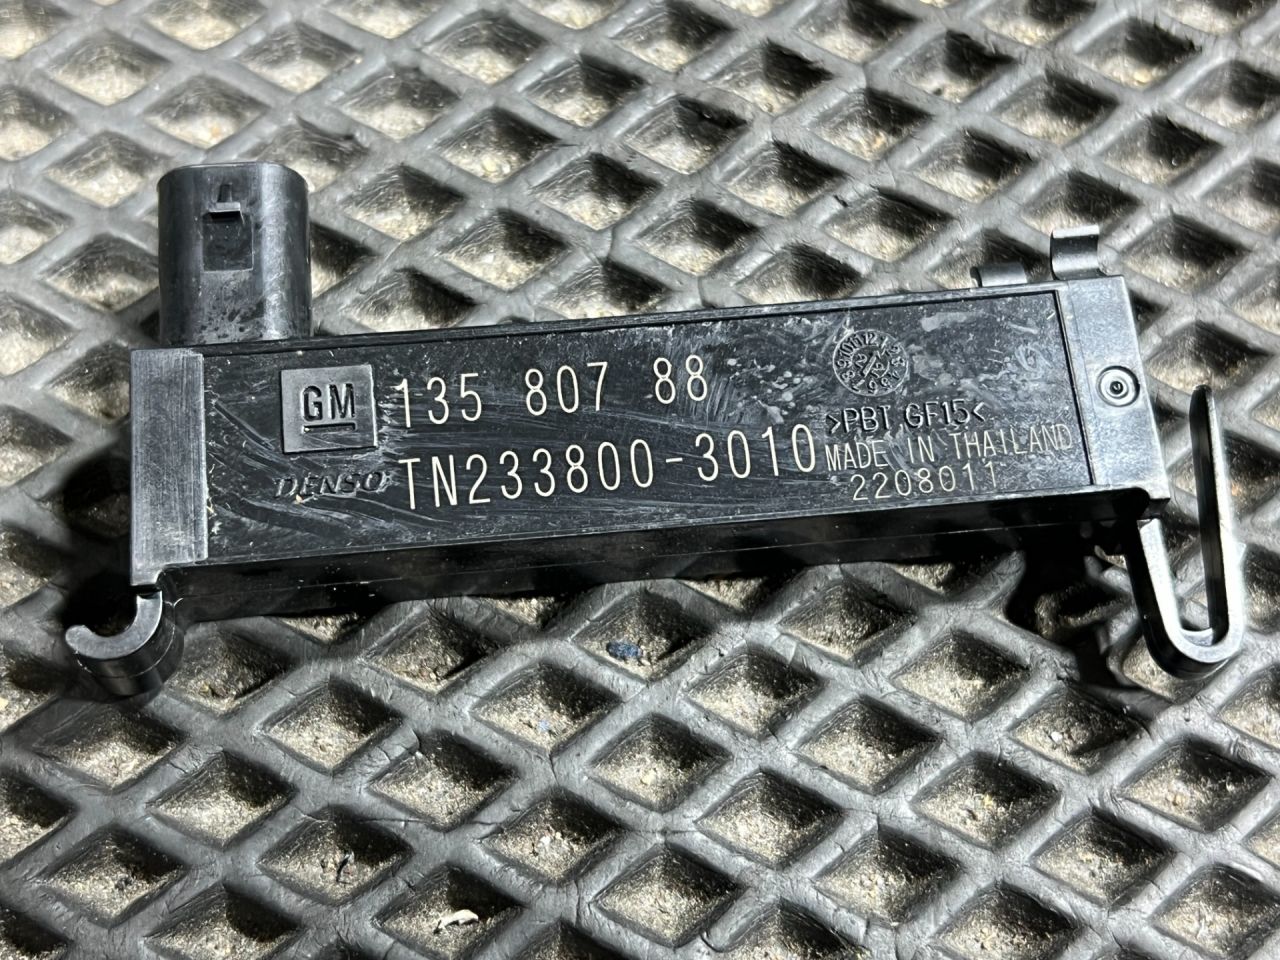 GM 135 807 88
DENSO TN233800-3010
>PBT GF15<
MADE IN THAILAND
2208011